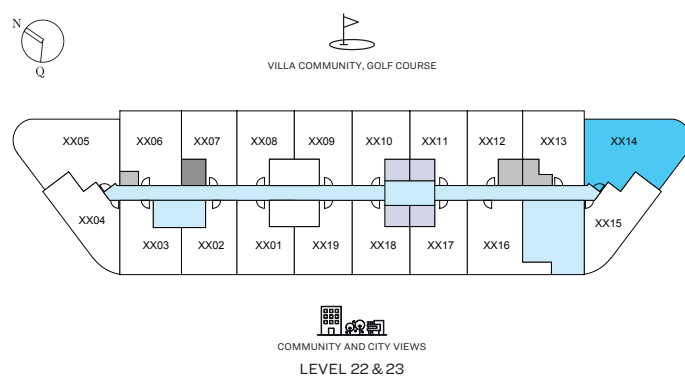 N
Q
VILLA COMMUNITY, GOLF COURSE
XX05 XX06 XX07 XX08 XX09 XX10 XX11 XX12 XX13 XX14
XX04 XX03 XX02 XX01 XX19 XX18 XX17 XX16 XX15
COMMUNITY AND CITY VIEWS
LEVEL 22 & 23